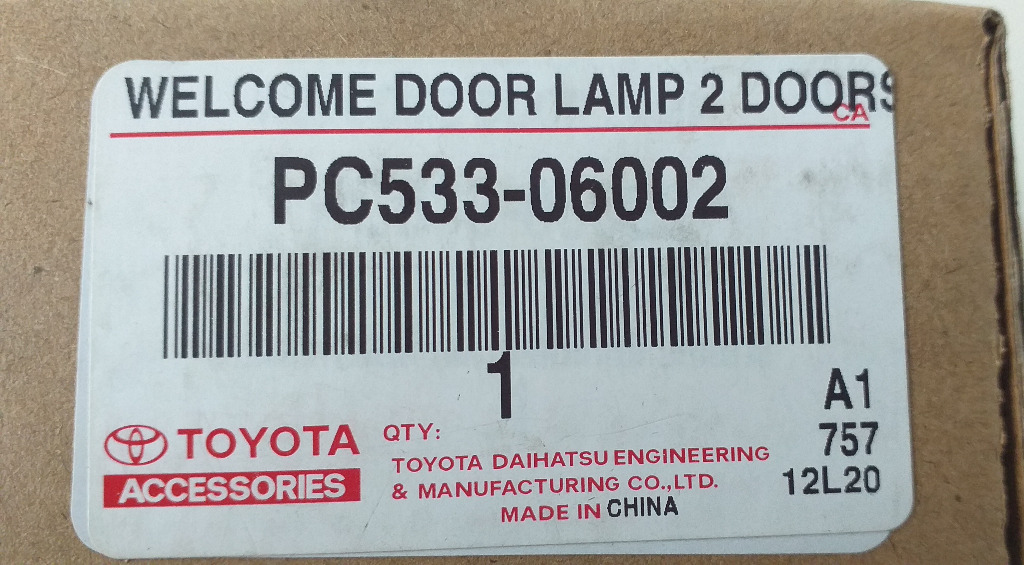 WELCOME DOOR LAMP 2 DOORS
CA
PC533-06002
1
A1
TOYOTA
QTY:
757
ACCESSORIES
TOYOTA DAIHATSU ENGINEERING
& MANUFACTURING CO.,LTD.
12L20
MADE IN CHINA